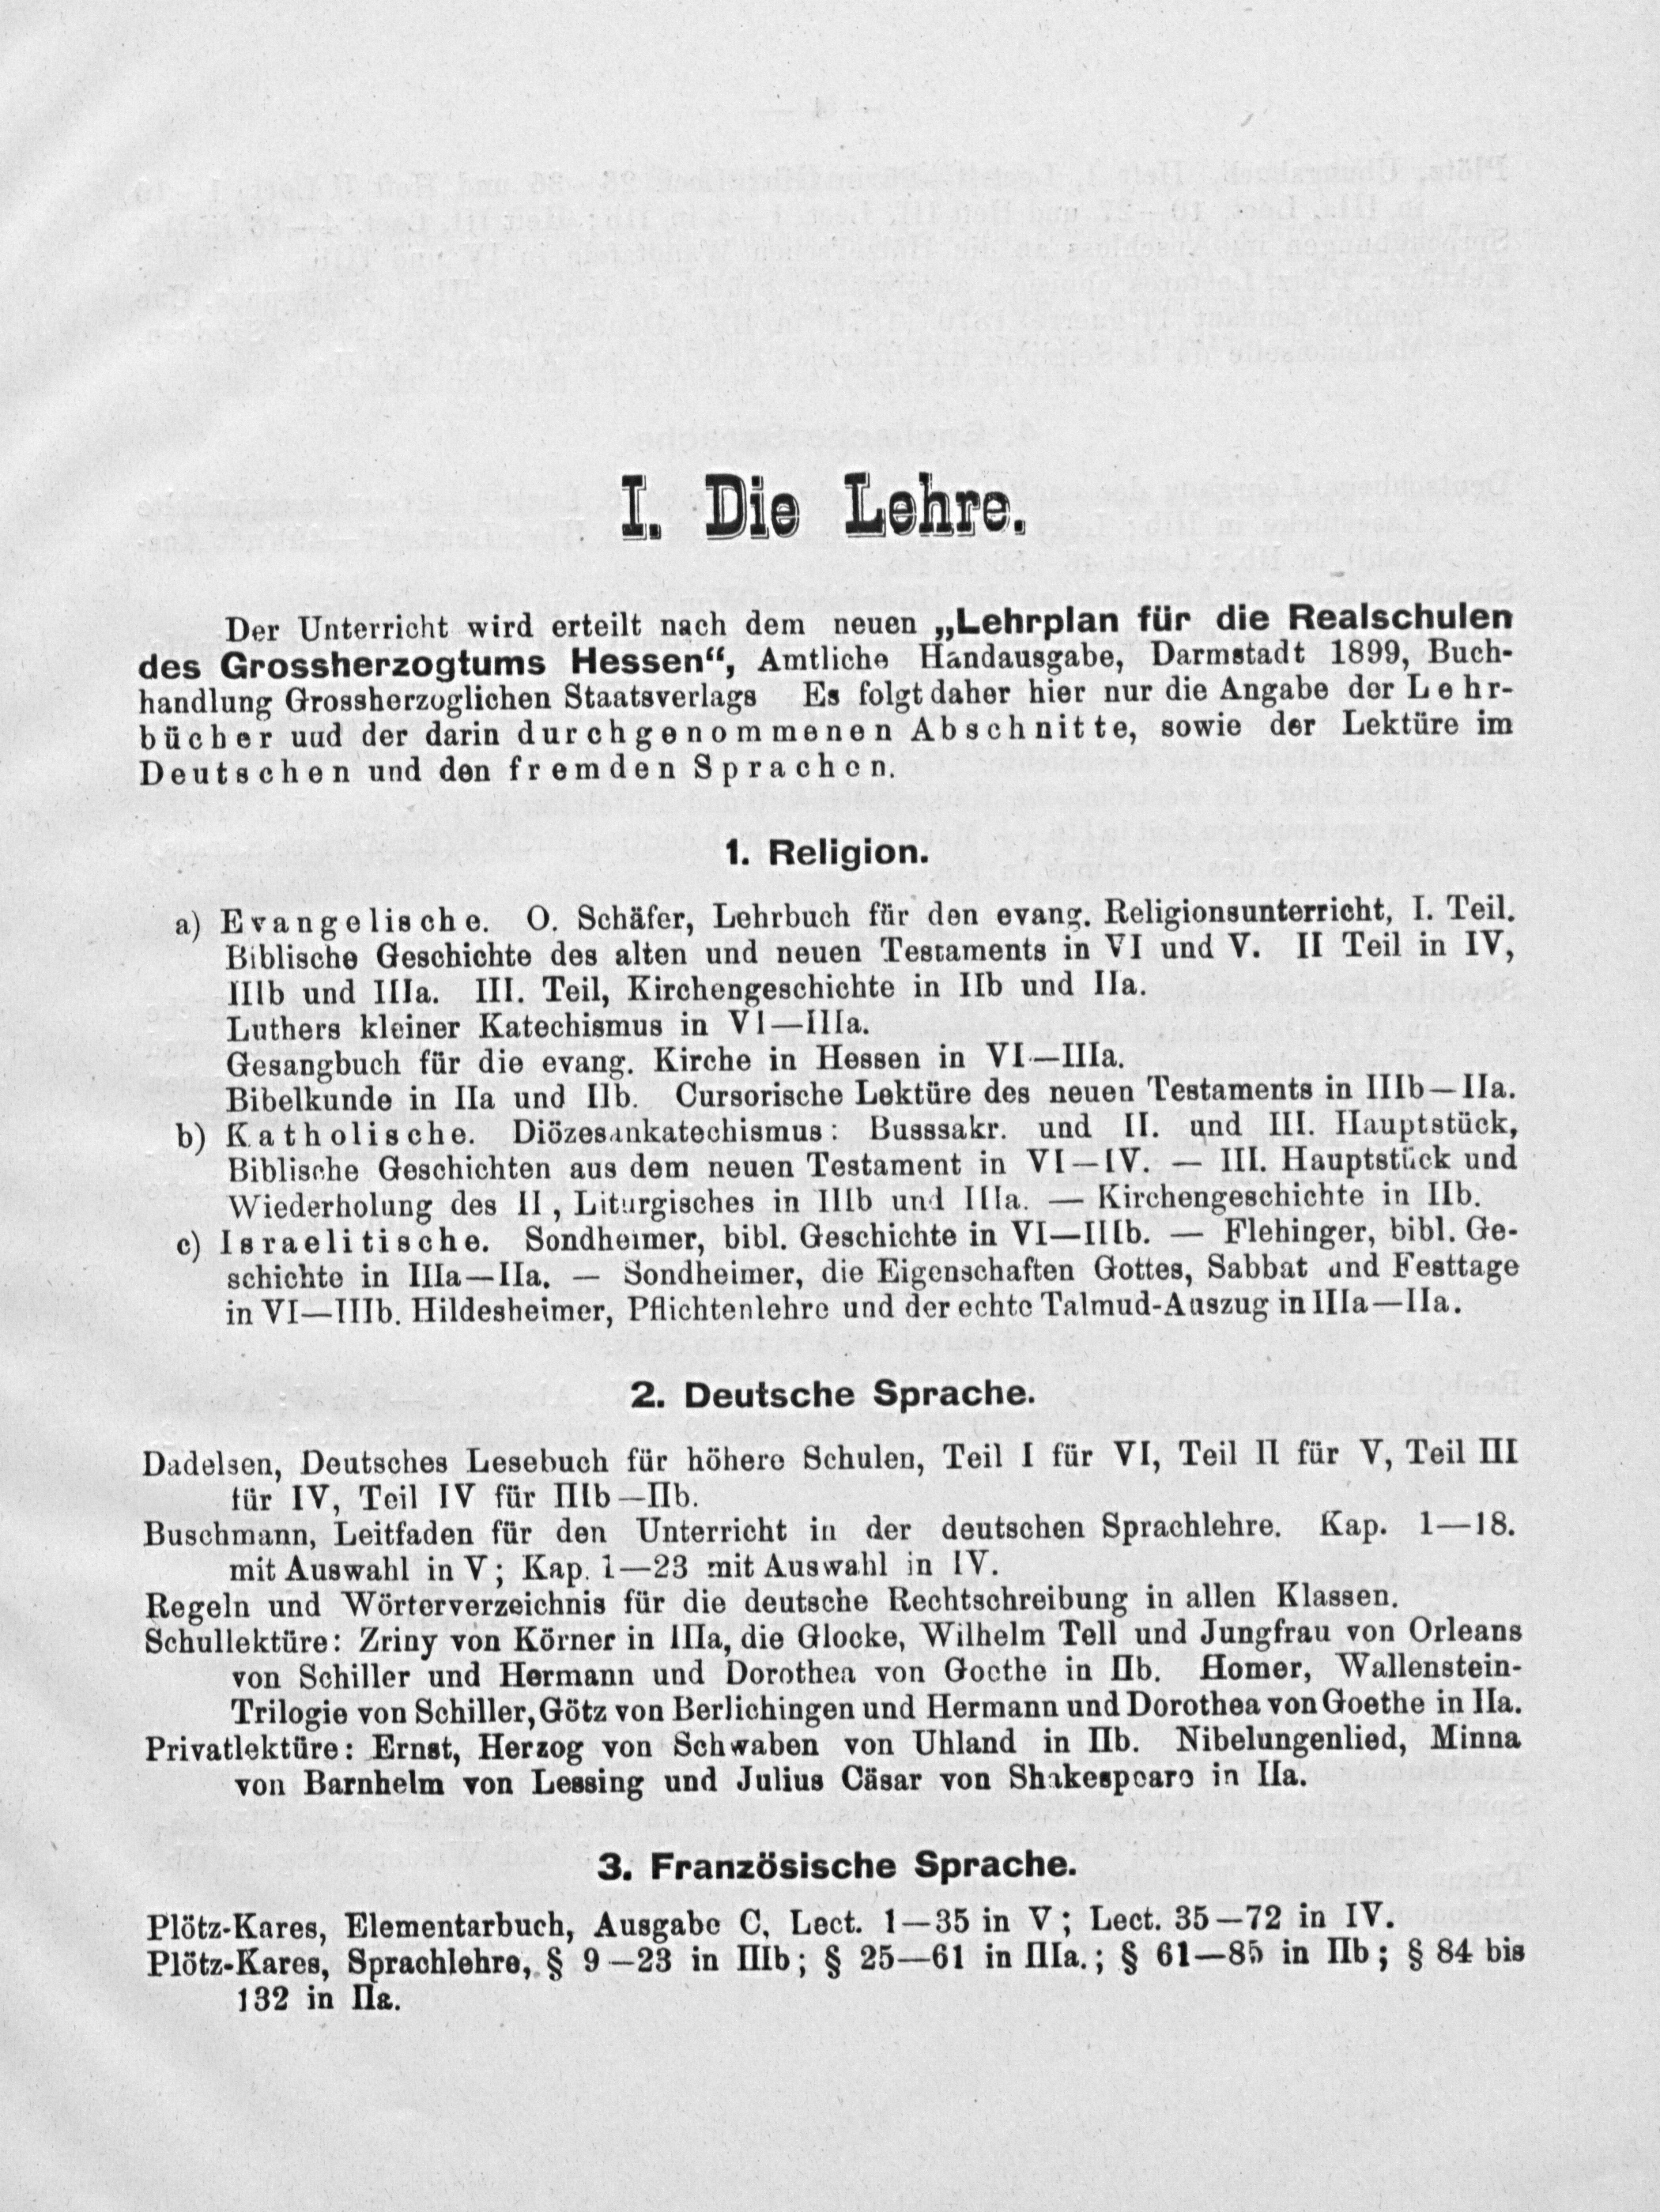 I. Die Lehre.
Der Unterricht wird erteilt nach dem neuen „Lehrplan für die Realschulen
des Grossherzogtums Hessen“, Amtliche Handausgabe, Darmstadt 1899, Buch-
handlung Grossherzoglichen Staatsverlags Es folgt daher hier nur die Angabe der Lehr-
bücher uud der darin durchgenommenen Abschnitte, sowie der Lektüre im
Deutschen und den fremden Sprachen.
1. Religion.
a) Evangelische. O. Schäfer, Lehrbuch für den evang. Religionsunterricht, I. Teil.
Biblische Geschichte des alten und neuen Testaments in VI und V. II Teil in IV,
IIIb und IIIa. III. Teil, Kirchengeschichte in IIb und IIa.
Luthers kleiner Katechismus in VI—IIIa.
Gesangbuch für die evang. Kirche in Hessen in VI—IIIa.
Bibelkunde in IIa und IIb. Cursorische Lektüre des neuen Testaments in IIIb—IIa.
b) Katholische. Diözesankatechismus: Busssakr. und II. und III. Hauptstück,
Biblische Geschichten aus dem neuen Testament in VI—IV. — III. Hauptstück und
Wiederholung des II, Liturgisches in IIIb und IIIa. — Kirchengeschichte in IIb.
c) Israelitische. Sondheimer, bibl. Geschichte in VI—IIIb. — Flehinger, bibl. Ge-
schichte in IIIa—IIa. — Sondheimer, die Eigenschaften Gottes, Sabbat und Festtage
in VI—IIIb. Hildesheimer, Pflichtenlehre und der echte Talmud-Auszug in IIIa—IIa.
2. Deutsche Sprache.
Dadelsen, Deutsches Lesebuch für höhere Schulen, Teil I für VI, Teil II für V, Teil III
für IV, Teil IV für IIIb—IIb.
Buschmann, Leitfaden für den Unterricht in der deutschen Sprachlehre. Kap. 1—18.
mit Auswahl in V; Kap. 1—23 mit Auswahl in IV.
Regeln und Wörterverzeichnis für die deutsche Rechtschreibung in allen Klassen.
Schullektüre: Zriny von Körner in IIIa, die Glocke, Wilhelm Tell und Jungfrau von Orleans
von Schiller und Hermann und Dorothea von Goethe in IIb. Homer, Wallenstein-
Trilogie von Schiller, Götz von Berlichingen und Hermann und Dorothea von Goethe in IIa.
Privatlektüre: Ernst, Herzog von Schwaben von Uhland in IIb. Nibelungenlied, Minna
von Barnhelm von Lessing und Julius Cäsar von Shakespeare in IIa.
3. Französische Sprache.
Plötz-Kares, Elementarbuch, Ausgabe C, Lect. 1—35 in V; Lect. 35—72 in IV.
Plötz-Kares, Sprachlehre, § 9—23 in IIIb; § 25—61 in IIIa.; § 61—85 in IIb; § 84 bis
132 in IIa.